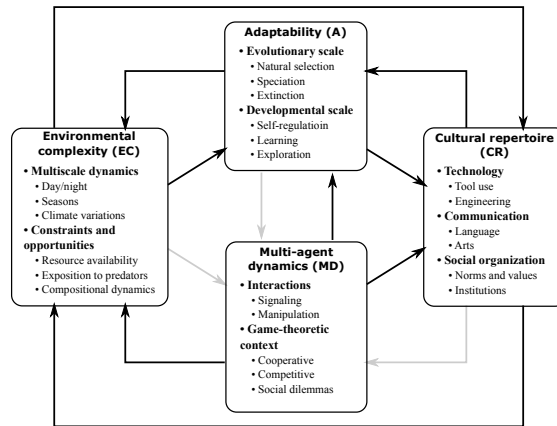 Adaptability (A)
• Evolutionary scale
• Natural selection
• Speciation
• Extinction
• Developmental scale
• Self-regulatioin
• Learning
• Exploration
Environmental
complexity (EC)
• Multiscale dynamics
• Day/night
• Seasons
• Climate variations
• Constraints and
opportunities
• Resource availability
• Exposition to predators
• Compositional dynamics
Cultural repertoire
(CR)
• Technology
• Tool use
• Engineering
• Communication
• Language
• Arts
• Social organization
• Norms and values
• Institutions
Multi-agent
dynamics (MD)
• Interactions
• Signaling
• Manipulation
• Game-theoretic
context
• Cooperative
• Competitive
• Social dilemmas